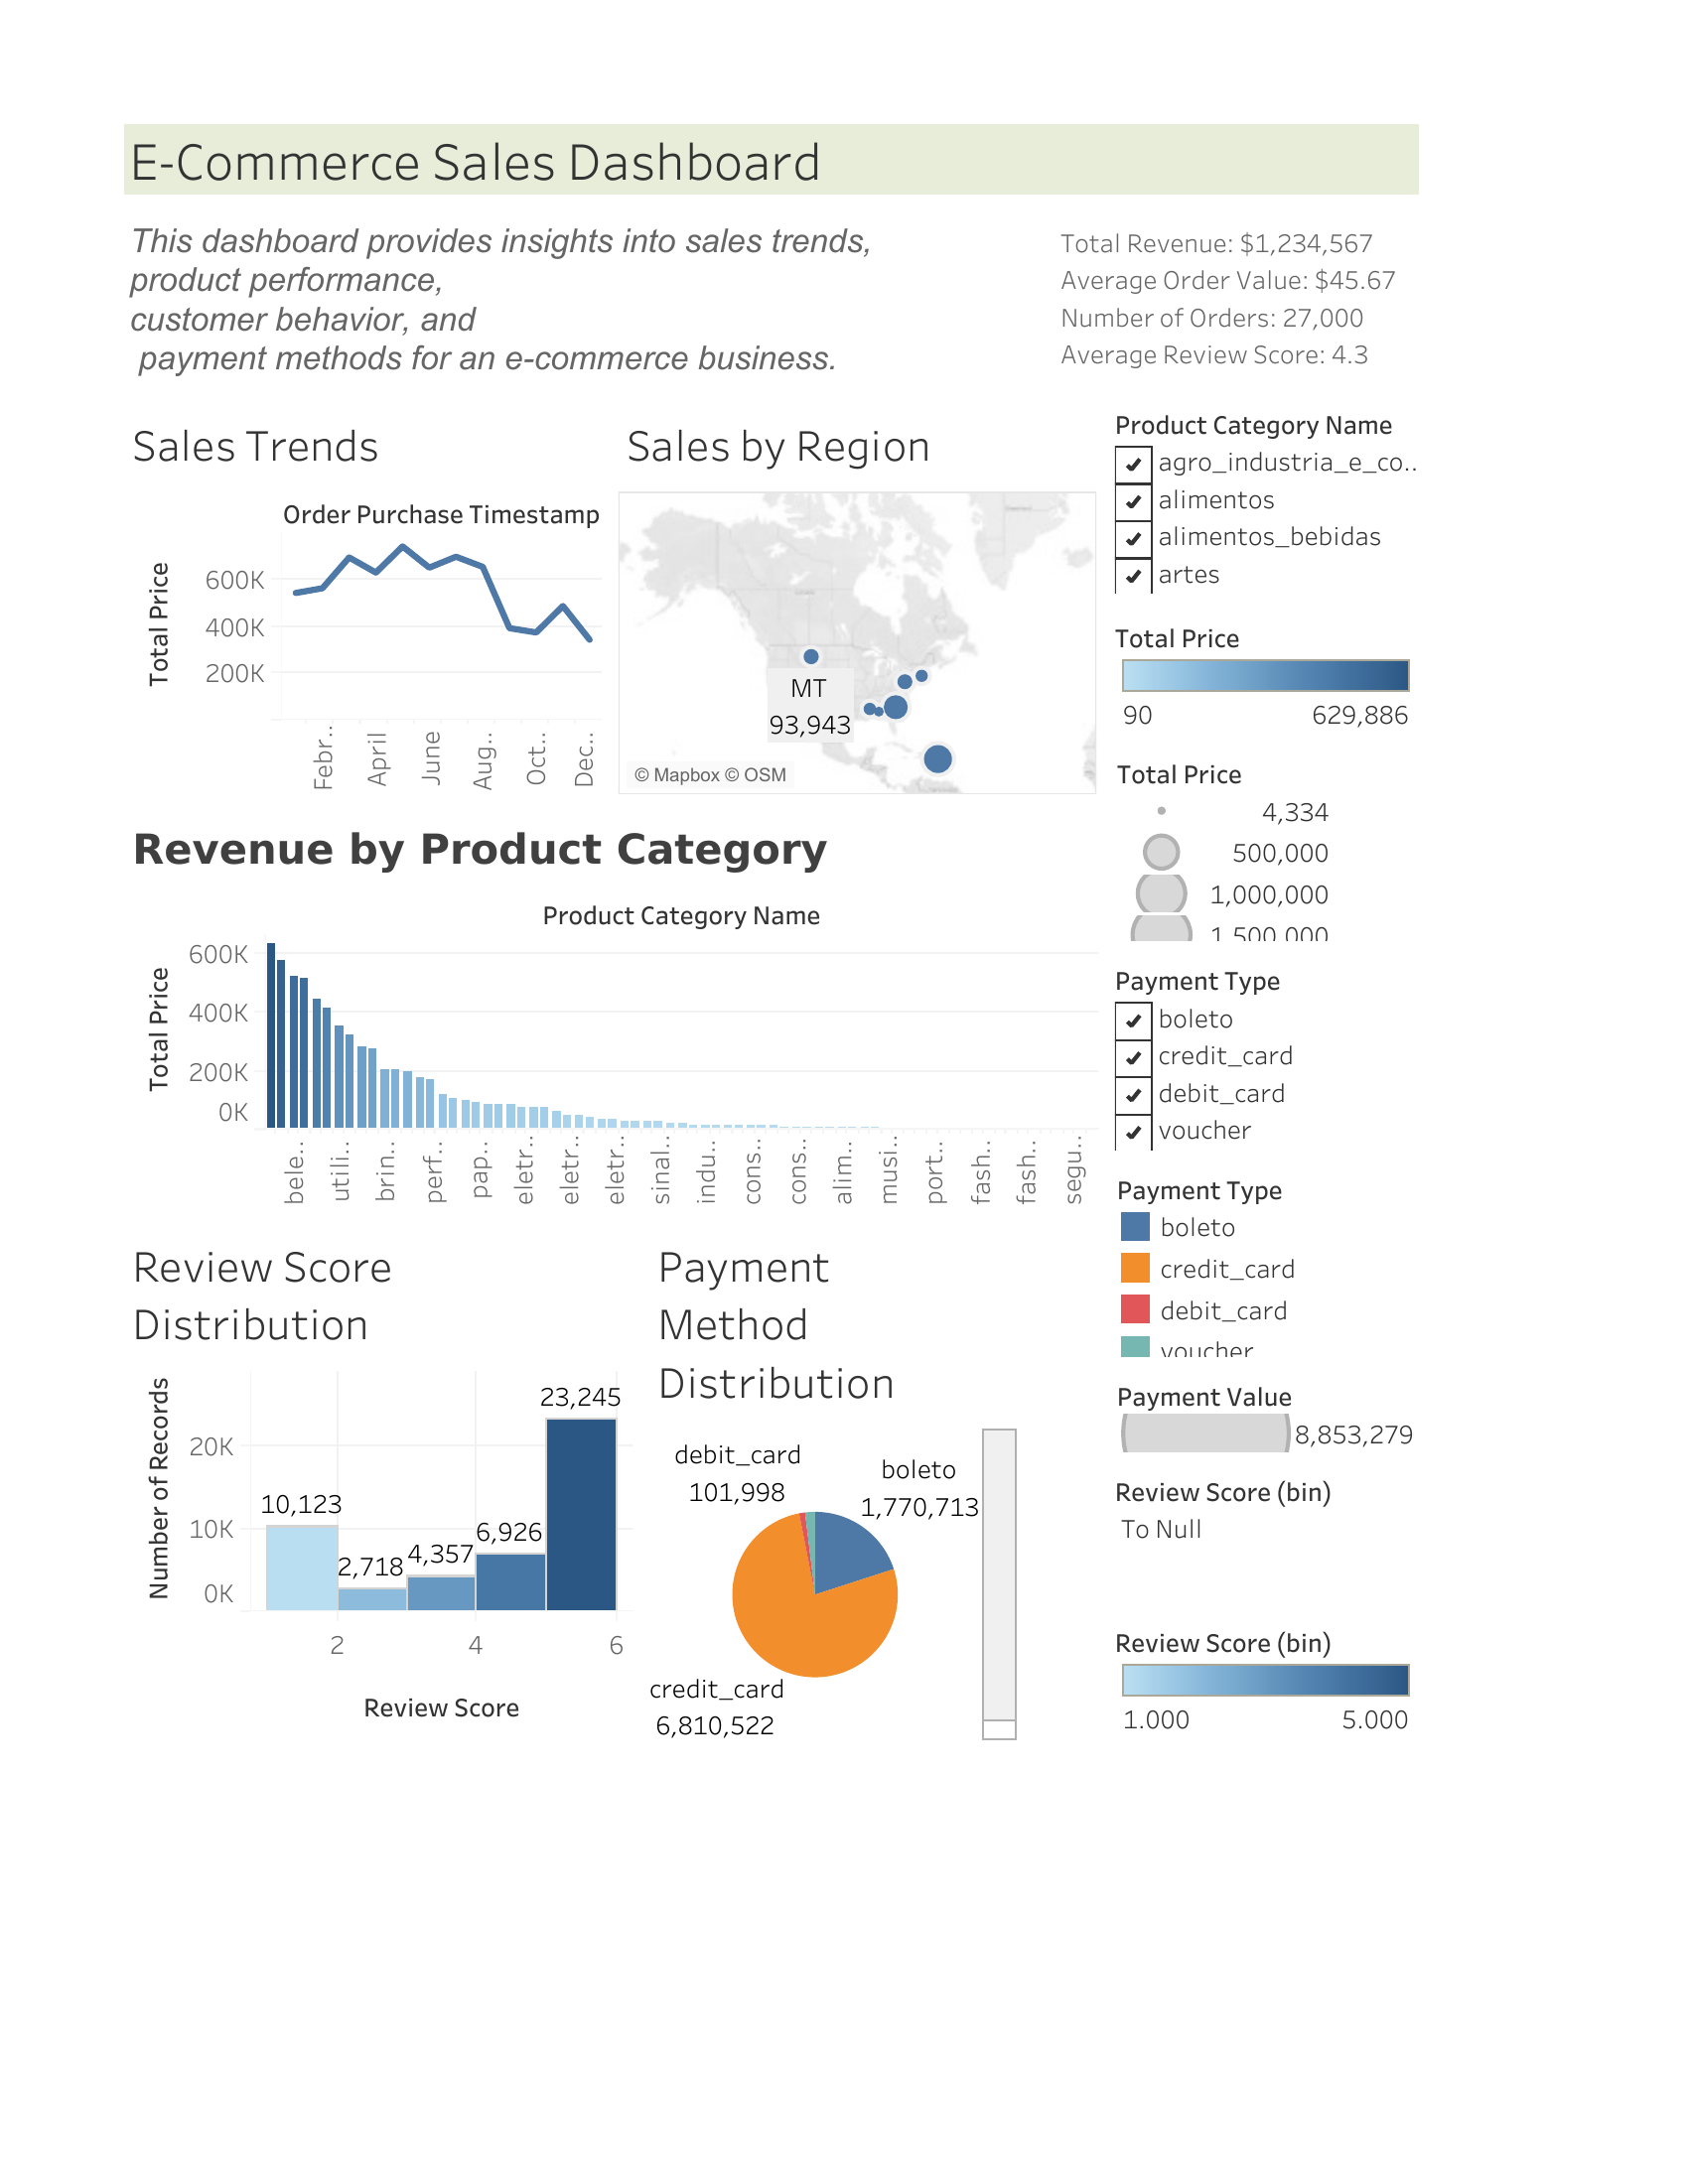 E-Commerce Sales Dashboard
This dashboard provides insights into sales trends,
product performance,
customer behavior, and
payment methods for an e-commerce business.
Total Revenue: $1,234,567
Average Order Value: $45.67
Number of Orders: 27,000
Average Review Score: 4.3
Sales Trends
Order Purchase Timestamp
Total Price
600K
400K
200K
Febr..
April
June
Aug..
Oct..
Dec..
Sales by Region
MT
93,943
© Mapbox © OSM
Product Category Name
agro_industria_e_co..
alimentos
alimentos_bebidas
artes
Total Price
90 629,886
Total Price
4,334
500,000
1,000,000
1,500,000
Revenue by Product Category
Product Category Name
Total Price
600K
400K
200K
0K
bele..
utili..
brin..
perf..
pap..
eletr..
eletr..
eletr..
sinal..
indu..
cons..
cons..
alim..
musi..
port..
fash..
fash..
segu..
Payment Type
boleto
credit_card
debit_card
voucher
Payment Type
boleto
credit_card
debit_card
voucher
Review Score
Distribution
Number of Records
20K
10K
0K
10,123
2,718
4,357
6,926
23,245
2
4
6
Review Score
Payment
Method
Distribution
debit_card
101,998
boleto
1,770,713
credit_card
6,810,522
Payment Value
8,853,279
Review Score (bin)
To Null
Review Score (bin)
1.000 5.000